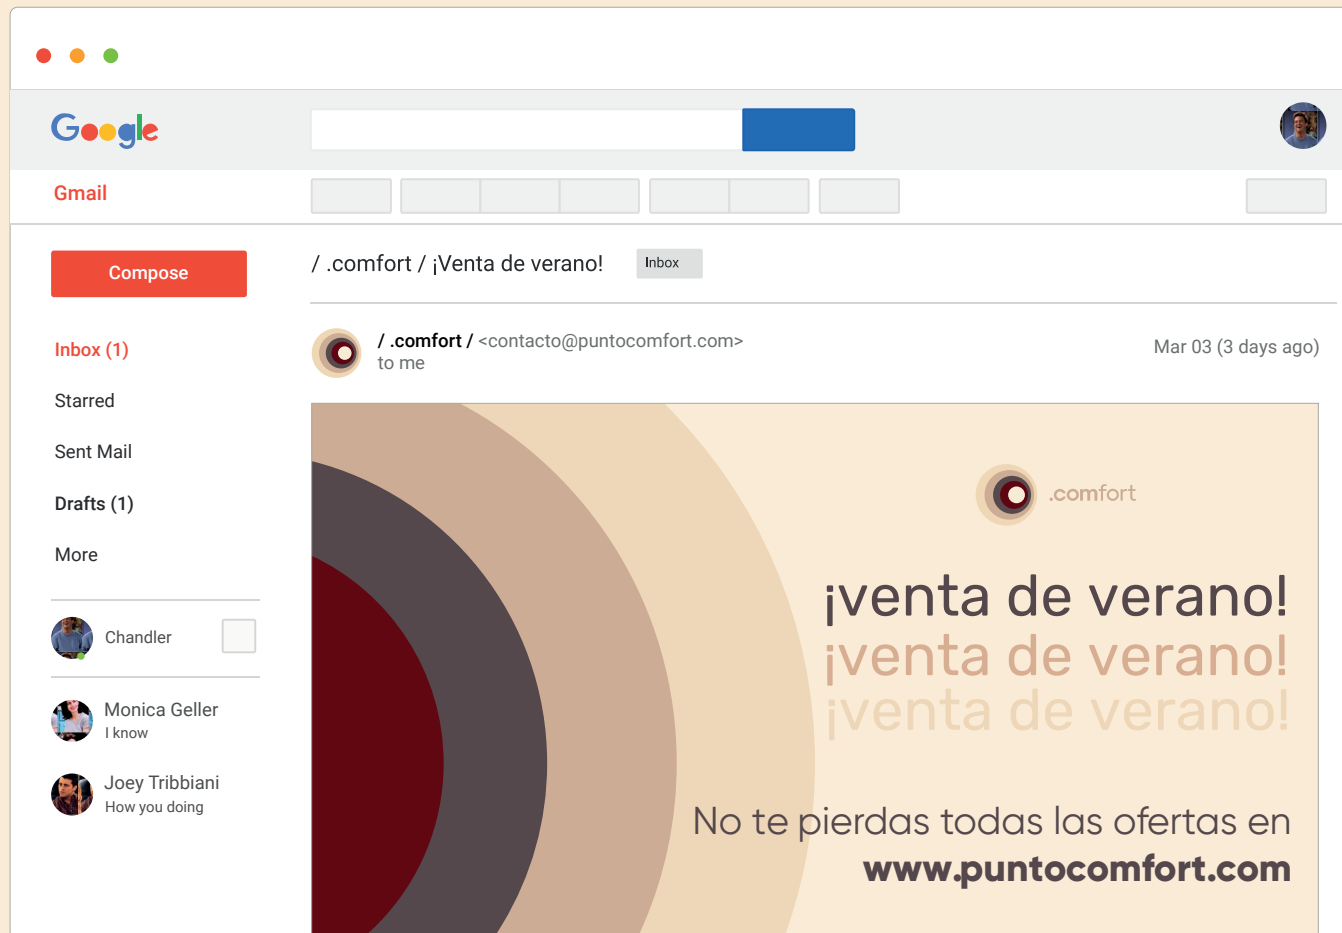 Google
Gmail
Compose
/ .comfort / ¡Venta de verano!
Inbox
/ .comfort / <contacto@puntocomfort.com>
to me
Mar 03 (3 days ago)
Inbox (1)
Starred
Sent Mail
Drafts (1)
More
Chandler
Monica Geller
I know
Joey Tribbiani
How you doing
.comfort
¡venta de verano!
¡venta de verano!
¡venta de verano!
No te pierdas todas las ofertas en
www.puntocomfort.com